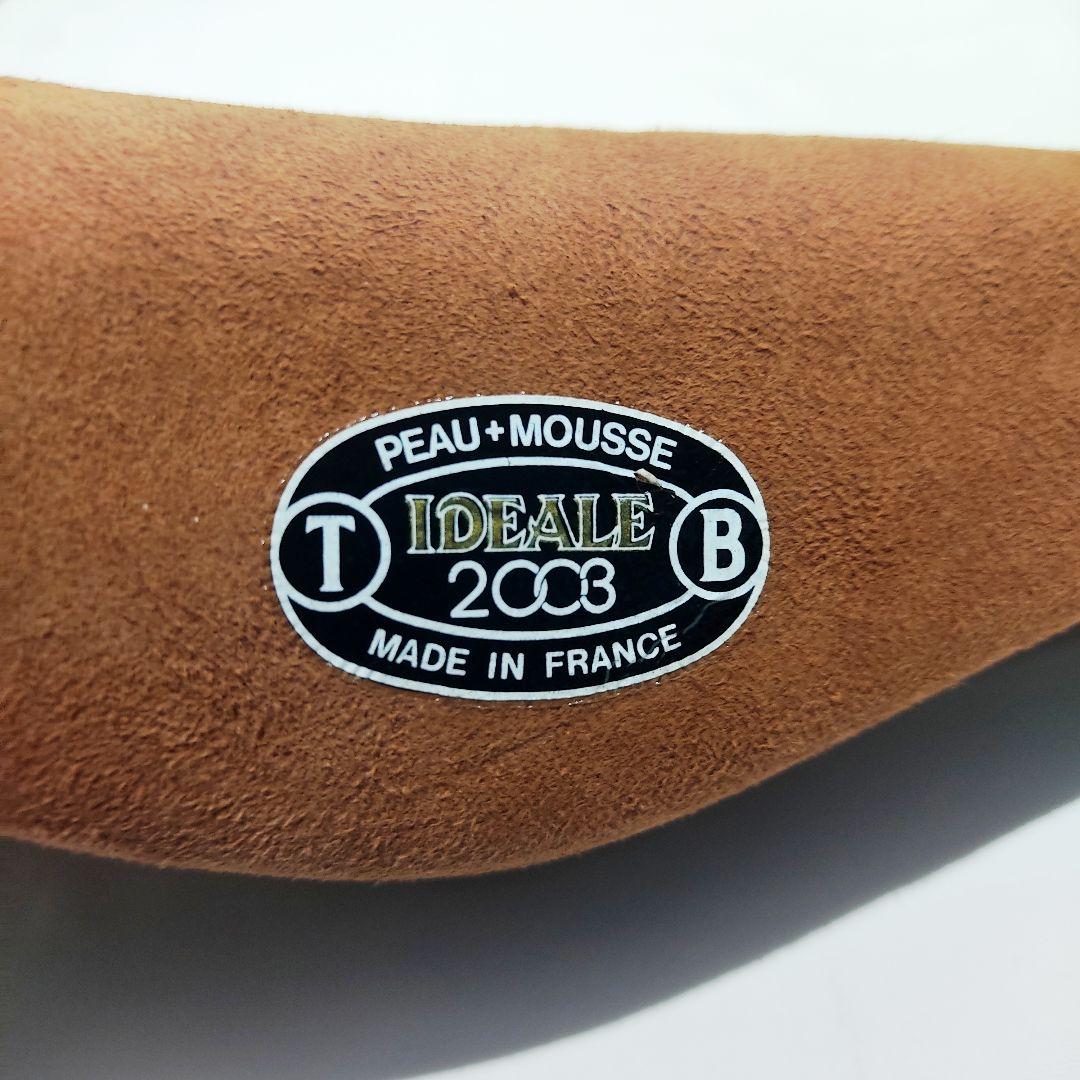 PEAU+MOUSSE
T
IDEALE
B
2003
MADE IN FRANCE